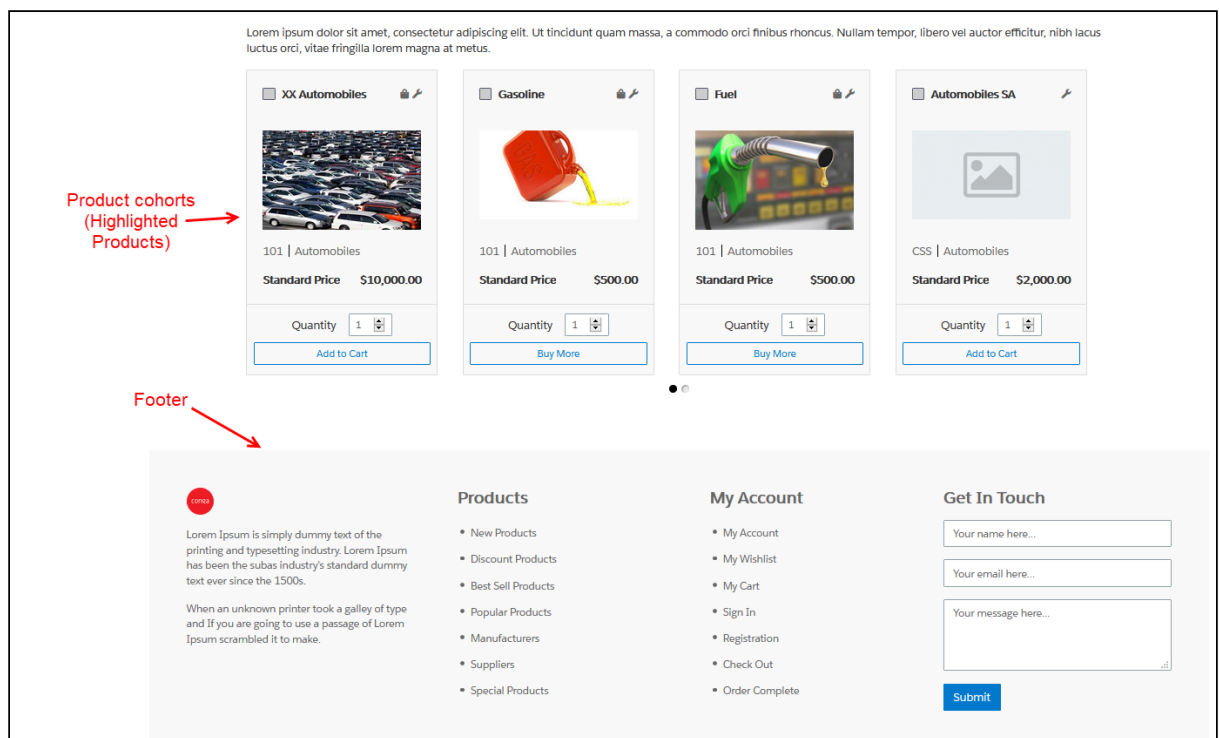 Lorem ipsum dolor sit amet, consectetur adipiscing elit. Ut tincidunt quam massa, a commodo orci finibus rhoncus. Nullam tempor, libero vel auctor efficitur, nibh lacus
luctus orci, vitae fringilla lorem magna at metus.
Product cohorts
(Highlighted
Products)
XX Automobiles
101 | Automobiles
Standard Price $10,000.00
Quantity 1
Add to Cart
Gasoline
101 | Automobiles
Standard Price $500.00
Quantity 1
Buy More
Fuel
101 | Automobiles
Standard Price $500.00
Quantity 1
Buy More
Automobiles SA
CSS | Automobiles
Standard Price $2,000.00
Quantity 1
Add to Cart
Footer
conga
Lorem Ipsum is simply dummy text of the
printing and typesetting industry. Lorem Ipsum
has been the subas industry's standard dummy
text ever since the 1500s.
When an unknown printer took a galley of type
and If you are going to use a passage of Lorem
Ipsum scrambled it to make.
Products
• New Products
• Discount Products
• Best Sell Products
• Popular Products
• Manufacturers
• Suppliers
• Special Products
My Account
• My Account
• My Wishlist
• My Cart
• Sign In
• Registration
• Check Out
• Order Complete
Get In Touch
Your name here...
Your email here...
Your message here...
Submit